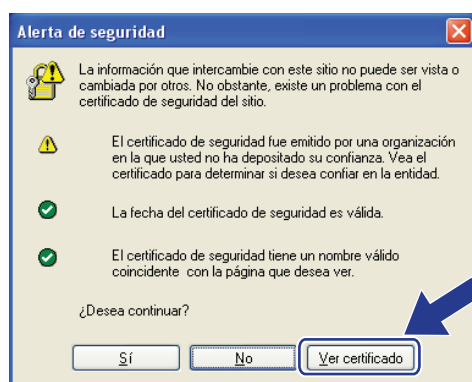 Alerta de seguridad
La información que intercambie con este sitio no puede ser vista o
cambiada por otros. No obstante, existe un problema con el
certificado de seguridad del sitio.
El certificado de seguridad fue emitido por una organización
en la que usted no ha depositado su confianza. Vea el
certificado para determinar si desea confiar en la entidad.
La fecha del certificado de seguridad es válida.
El certificado de seguridad tiene un nombre válido
coincidente con la página que desea ver.
¿Desea continuar?
Sí No Ver certificado